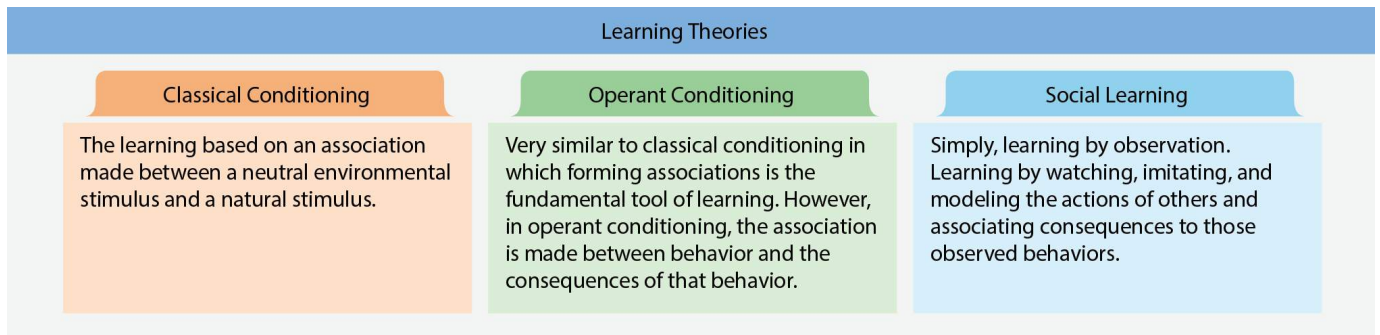 Learning Theories
Classical Conditioning
The learning based on an association
made between a neutral environmental
stimulus and a natural stimulus.
Operant Conditioning
Very similar to classical conditioning in
which forming associations is the
fundamental tool of learning. However,
in operant conditioning, the association
is made between behavior and the
consequences of that behavior.
Social Learning
Simply, learning by observation.
Learning by watching, imitating, and
modeling the actions of others and
associating consequences to those
observed behaviors.